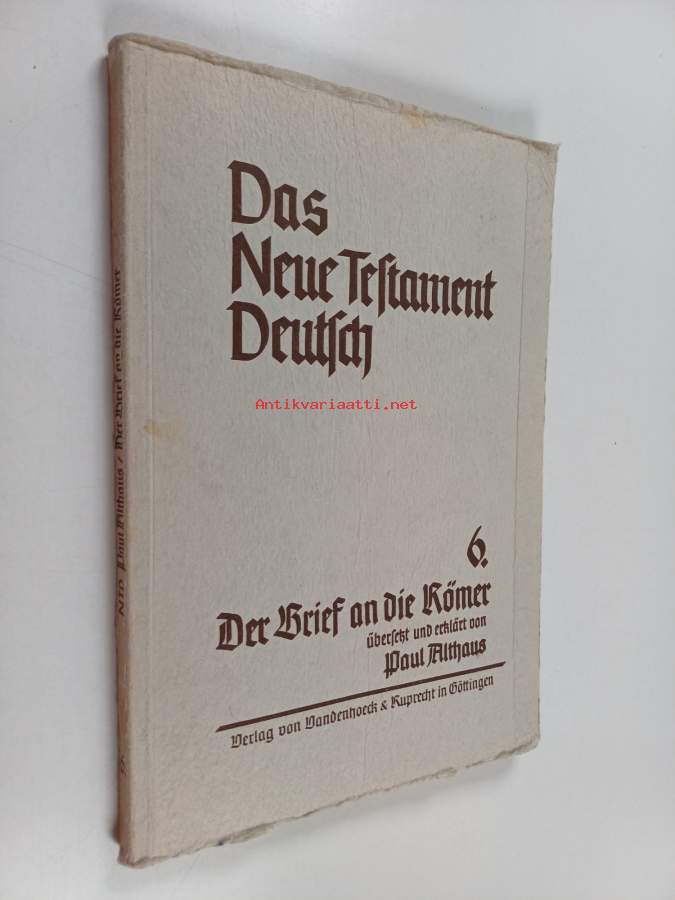 Das
Neue Testament
Deutsch
Antikvariaatti.net
6.
Der Brief an die Römer
übersetzt und erklärt von
Paul Althaus
Verlag von Vandenhoeck & Ruprecht in Göttingen
NTD Paul Althaus / Der Brief an die Römer